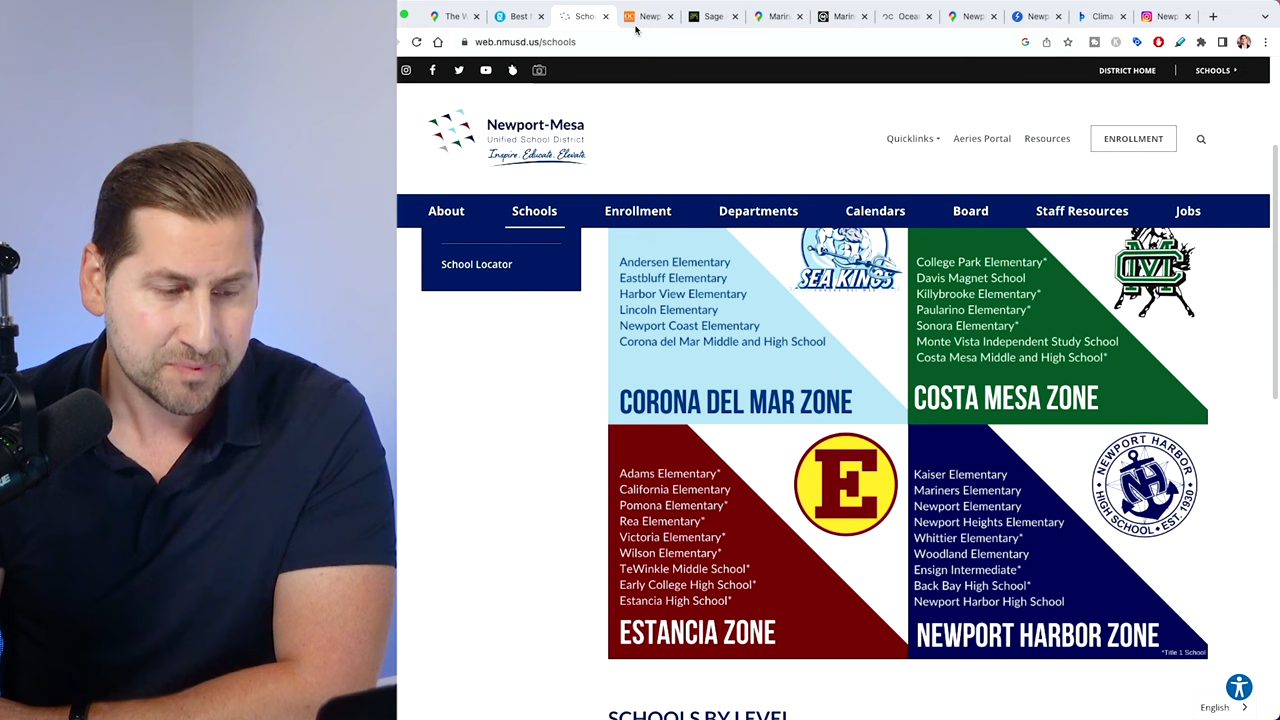 The W
Best
Schoo
Newp
Sage
Marin
Marin
OC Ocean
Newp
Newp
Clima
Newp
web.nmusd.us/schools
DISTRICT HOME
SCHOOLS
Newport-Mesa
Unified School District
Inspire. Educate. Elevate.
Quicklinks
Aeries Portal
Resources
ENROLLMENT
About
Schools
Enrollment
Departments
Calendars
Board
Staff Resources
Jobs
School Locator
SEA KINGS
Andersen Elementary
Eastbluff Elementary
Harbor View Elementary
Lincoln Elementary
Newport Coast Elementary
Corona del Mar Middle and High School
CORONA DEL MAR ZONE
M
College Park Elementary*
Davis Magnet School
Killybrooke Elementary*
Paularino Elementary*
Sonora Elementary*
Monte Vista Independent Study School
Costa Mesa Middle and High School*
COSTA MESA ZONE
E
Adams Elementary*
California Elementary
Pomona Elementary*
Rea Elementary*
Victoria Elementary*
Wilson Elementary*
TeWinkle Middle School*
Early College High School*
Estancia High School*
ESTANCIA ZONE
NEWPORT HARBOR
NH
HIGH SCHOOL • EST. 1930
Kaiser Elementary
Mariners Elementary
Newport Elementary
Newport Heights Elementary
Whittier Elementary*
Woodland Elementary
Ensign Intermediate*
Back Bay High School*
Newport Harbor High School
NEWPORT HARBOR ZONE
*Title 1 School
SCHOOLS BY LEVEL
English